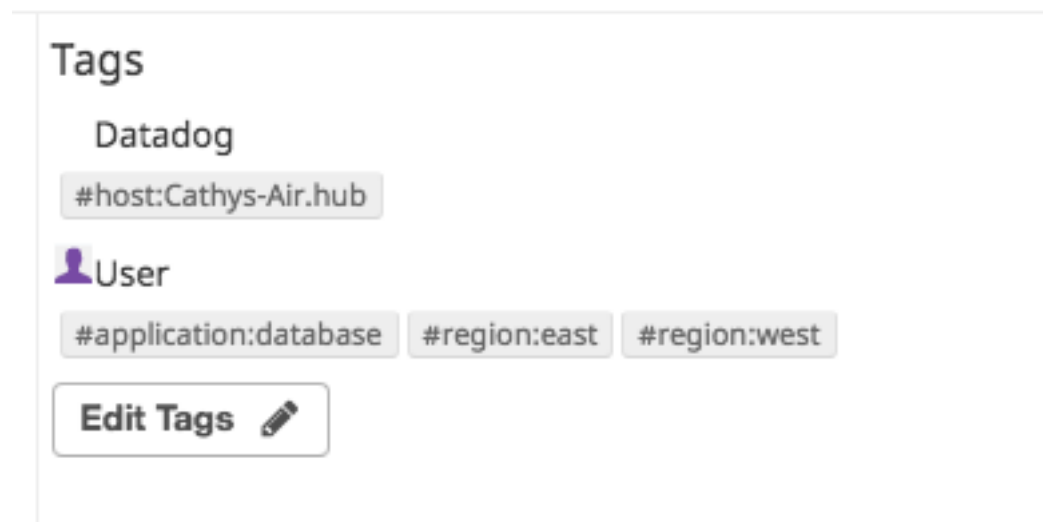 Tags
Datadog
#host:Cathys-Air.hub
User
#application:database #region:east #region:west
Edit Tags